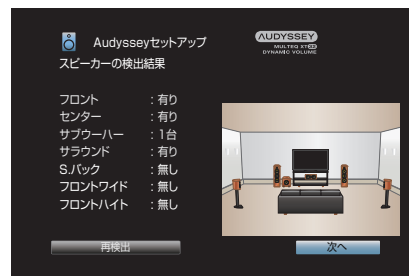 Audysseyセットアップ
スピーカーの検出結果
AUDYSSEY
MULTEQ XT32
DYNAMIC VOLUME
フロント : 有り
センター : 有り
サブウーハー : 1台
サラウンド : 有り
S.バック : 無し
フロントワイド : 無し
フロントハイト : 無し
再検出
次へ